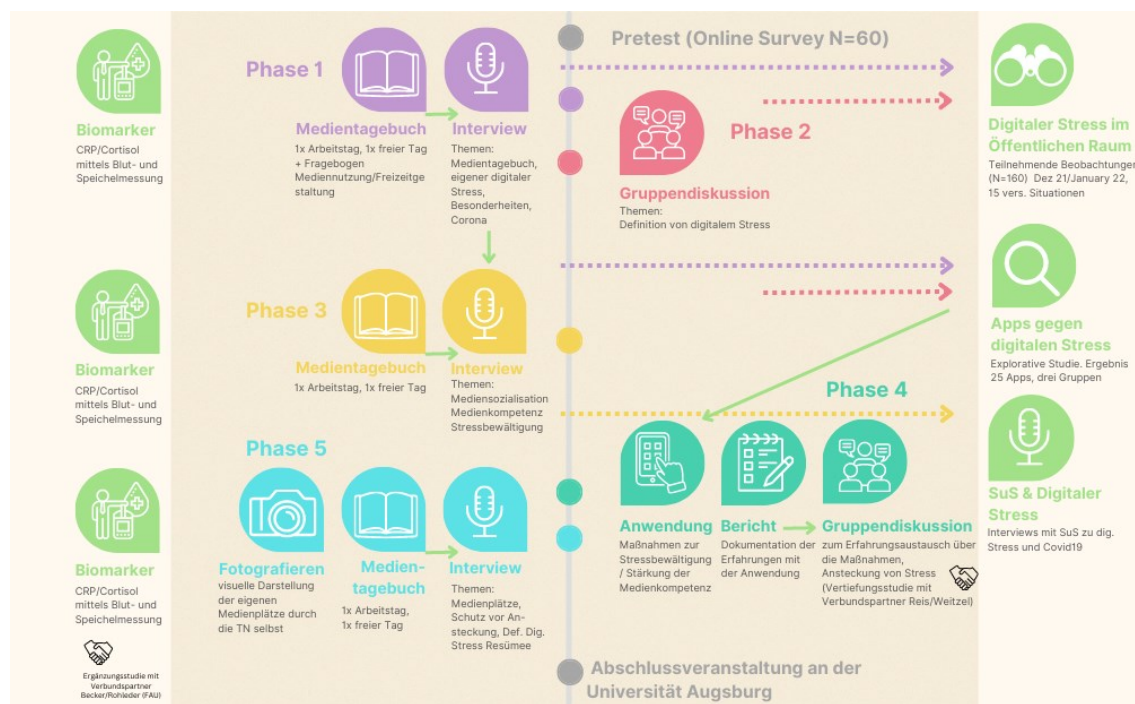 Pretest (Online Survey N=60)
Phase 1
Biomarker
CRP/Cortisol
mittels Blut- und
Speichelmessung
Medientagebuch
1x Arbeitstag, 1x freier Tag
+ Fragebogen
Mediennutzung/Freizeitge
staltung
Interview
Themen:
Medientagebuch,
eigener digitaler
Stress,
Besonderheiten,
Corona
Phase 2
Gruppendiskussion
Themen:
Definition von digitalem Stress
Digitaler Stress im
Öffentlichen Raum
Teilnehmende Beobachtungen
(N=160) Dez 21/January 22,
15 vers. Situationen
Phase 3
Biomarker
CRP/Cortisol
mittels Blut- und
Speichelmessung
Medientagebuch
1x Arbeitstag, 1x freier Tag
Interview
Themen:
Mediensozialisation
Medienkompetenz
Stressbewältigung
Apps gegen
digitalen Stress
Explorative Studie. Ergebnis
25 Apps, drei Gruppen
Phase 4
Anwendung
Maßnahmen zur
Stressbewältigung
/ Stärkung der
Medienkompetenz
Bericht
Dokumentation der
Erfahrungen mit
der Anwendung
Gruppendiskussion
zum Erfahrungsaustausch über
die Maßnahmen,
Ansteckung von Stress
(Vertiefungsstudie mit
Verbundspartner Reis/Weitzel)
SuS & Digitaler
Stress
Interviews mit SuS zu dig.
Stress und Covid19
Phase 5
Biomarker
CRP/Cortisol
mittels Blut- und
Speichelmessung
Ergänzungsstudie mit
Verbundspartner
Becker/Rohleder (FAU)
Fotografieren
visuelle Darstellung
der eigenen
Medienplätze durch
die TN selbst
Medien-
tagebuch
1x Arbeitstag,
1x freier Tag
Interview
Themen:
Medienplätze,
Schutz vor An-
steckung, Def. Dig.
Stress Resümee
Abschlussveranstaltung an der
Universität Augsburg